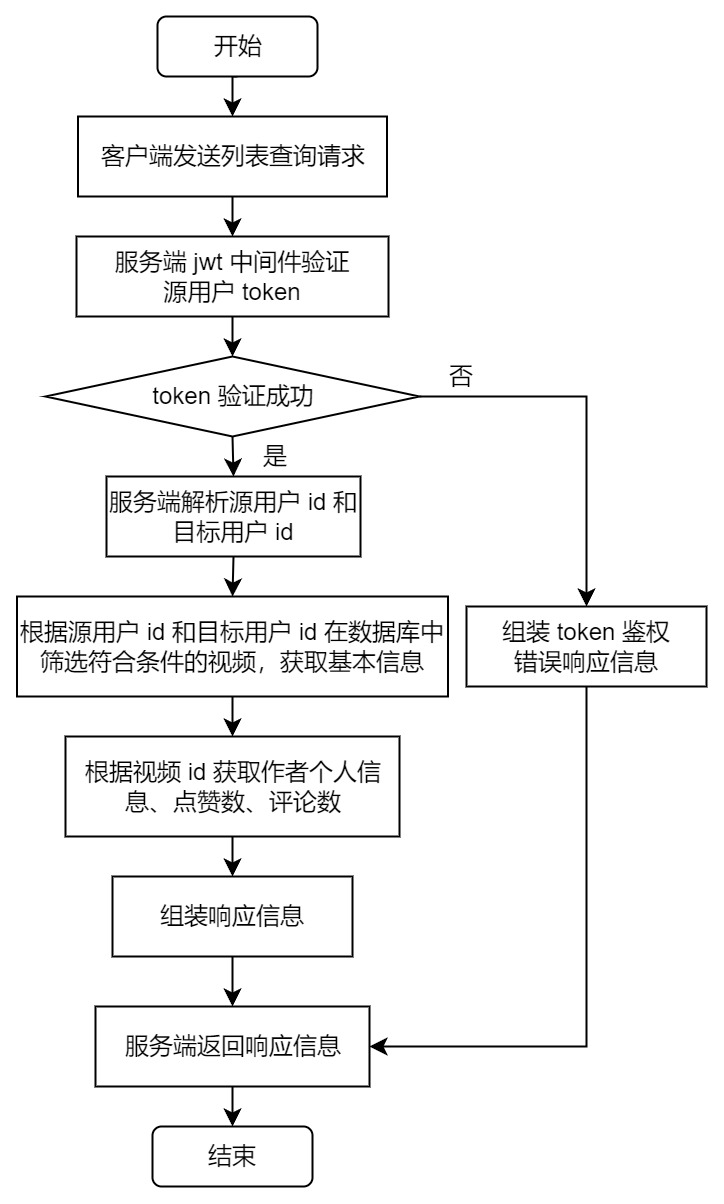 开始
客户端发送列表查询请求
服务端 jwt 中间件验证
源用户 token
token 验证成功
否
是
服务端解析源用户 id 和
目标用户 id
根据源用户 id 和目标用户 id 在数据库中
筛选符合条件的视频，获取基本信息
组装 token 鉴权
错误响应信息
根据视频 id 获取作者个人信
息、点赞数、评论数
组装响应信息
服务端返回响应信息
结束